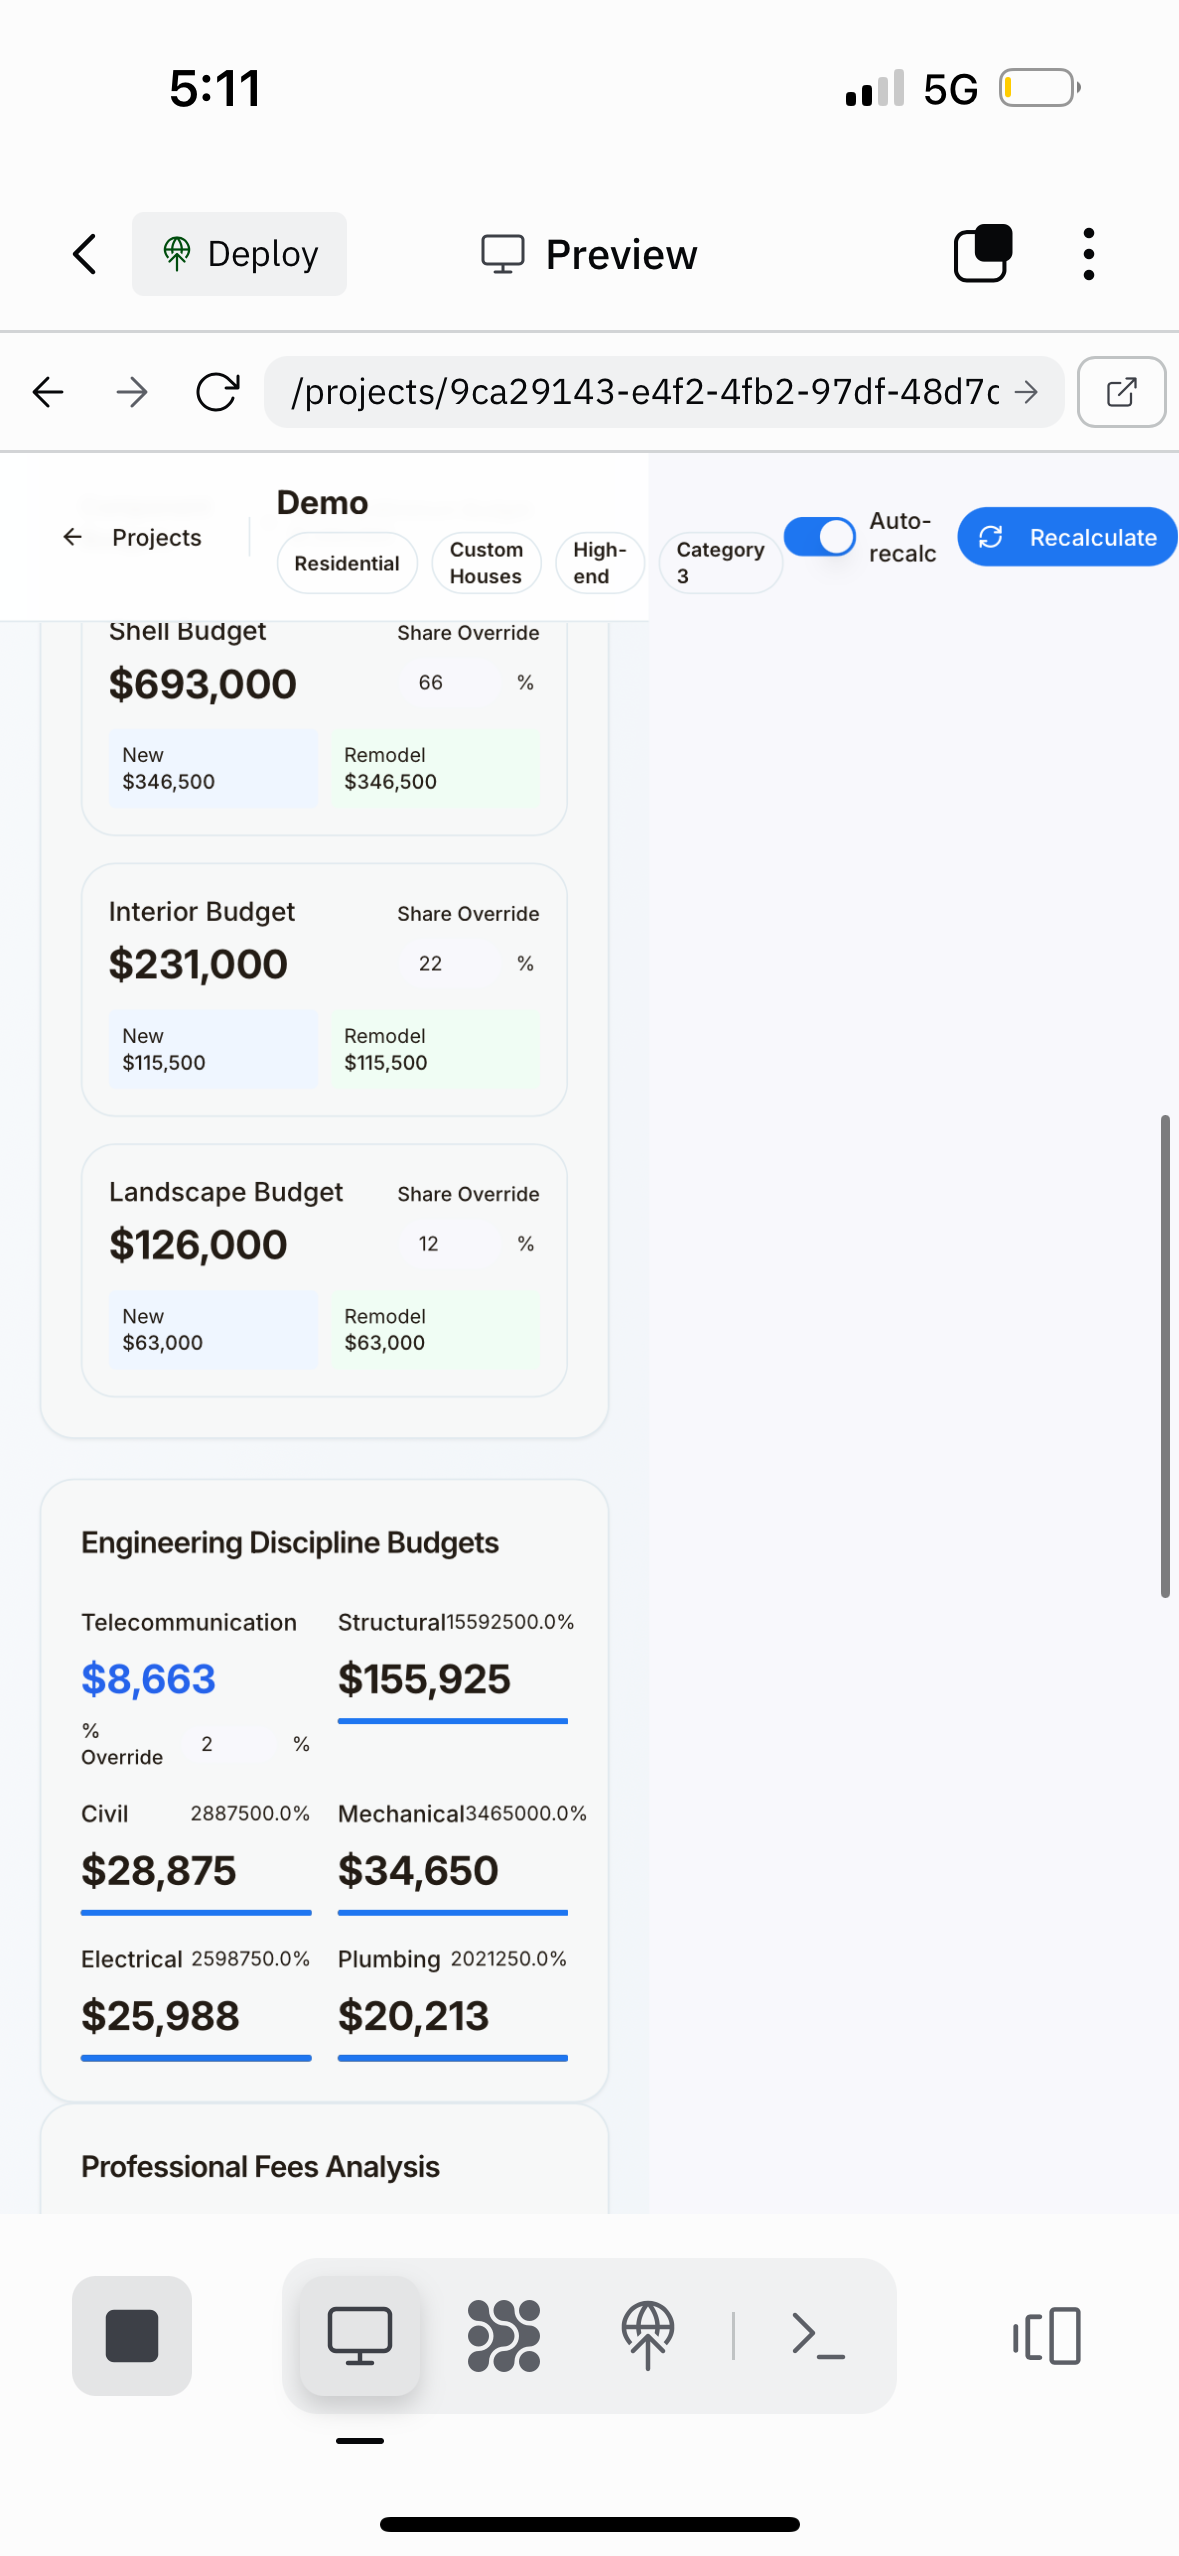 5:11
5G
Deploy
Preview
/projects/9ca29143-e4f2-4fb2-97df-48d7c
Projects
Demo
Residential
Custom
Houses
High-
end
Category
3
Auto-
recalc
Recalculate
Shell Budget
Share Override
$693,000
66 %
New
$346,500
Remodel
$346,500
Interior Budget
Share Override
$231,000
22 %
New
$115,500
Remodel
$115,500
Landscape Budget
Share Override
$126,000
12 %
New
$63,000
Remodel
$63,000
Engineering Discipline Budgets
Telecommunication
$8,663
%
Override
2 %
Structural 15592500.0%
$155,925
Civil 2887500.0%
$28,875
Mechanical 3465000.0%
$34,650
Electrical 2598750.0%
$25,988
Plumbing 2021250.0%
$20,213
Professional Fees Analysis